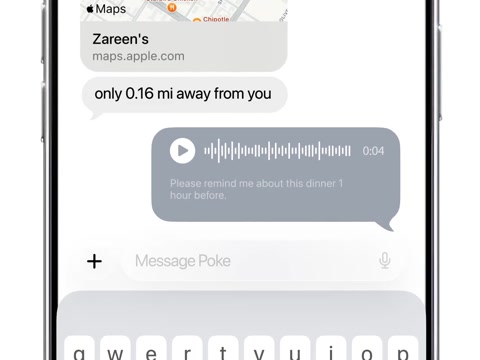 Maps
Chipotle
Zareen's
maps.apple.com
only 0.16 mi away from you
0:04
Please remind me about this dinner 1
hour before.
+
Message Poke
q w e r t y u i o p